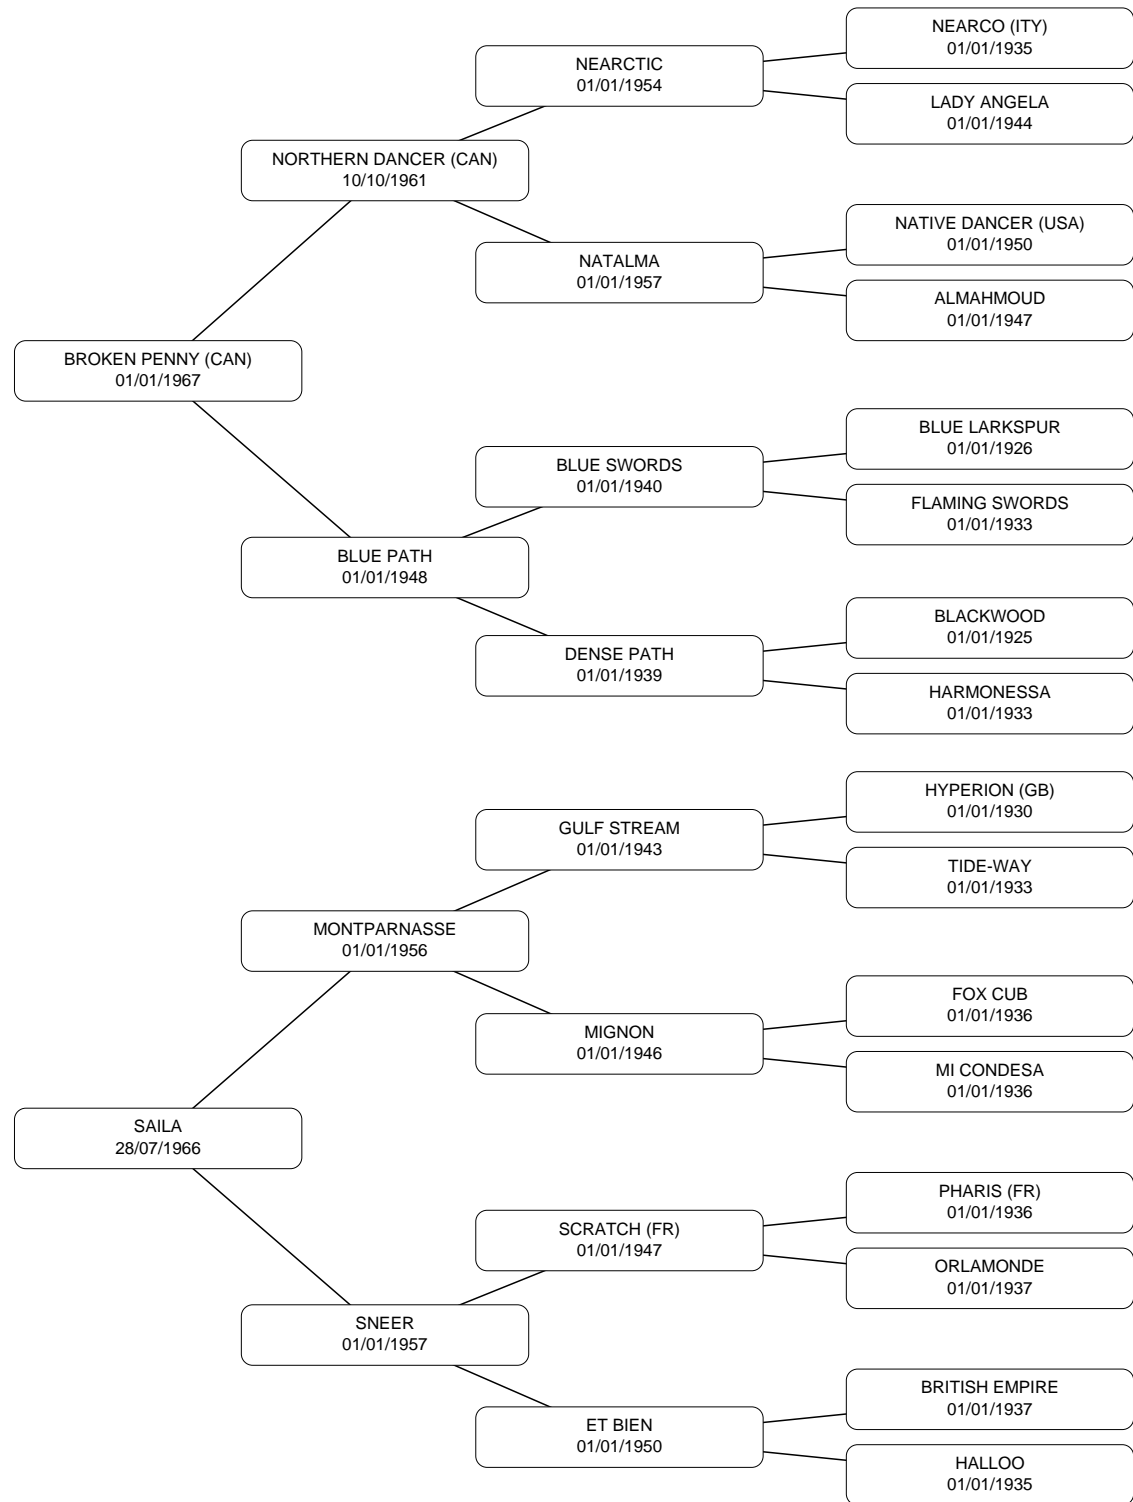 NEARCO (ITY)
01/01/1935
NEARCTIC
01/01/1954
LADY ANGELA
01/01/1944
NORTHERN DANCER (CAN)
10/10/1961
NATIVE DANCER (USA)
01/01/1950
NATALMA
01/01/1957
ALMAHMOUD
01/01/1947
BROKEN PENNY (CAN)
01/01/1967
BLUE LARKSPUR
01/01/1926
BLUE SWORDS
01/01/1940
FLAMING SWORDS
01/01/1933
BLUE PATH
01/01/1948
BLACKWOOD
01/01/1925
DENSE PATH
01/01/1939
HARMONESSA
01/01/1933
HYPERION (GB)
01/01/1930
GULF STREAM
01/01/1943
TIDE-WAY
01/01/1933
MONTPARNASSE
01/01/1956
FOX CUB
01/01/1936
MIGNON
01/01/1946
MI CONDESA
01/01/1936
SAILA
28/07/1966
PHARIS (FR)
01/01/1936
SCRATCH (FR)
01/01/1947
ORLAMONDE
01/01/1937
SNEER
01/01/1957
BRITISH EMPIRE
01/01/1937
ET BIEN
01/01/1950
HALLOO
01/01/1935